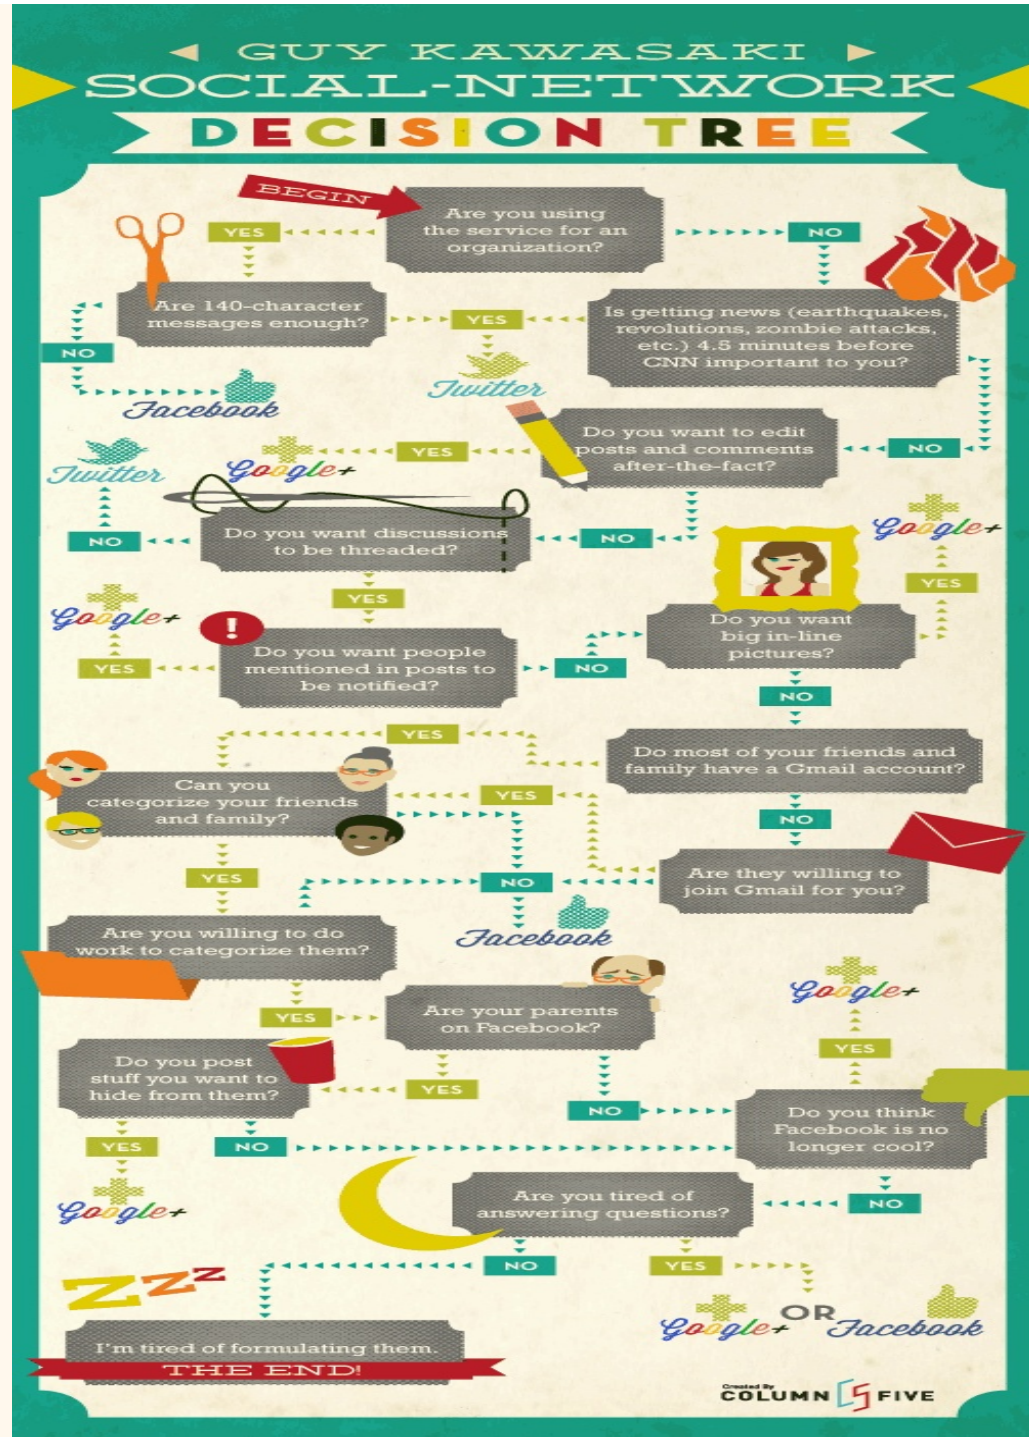 GUY KAWASAKI
SOCIAL-NETWORK
DECISION TREE
BEGIN
Are you using
the service for an
organization?
YES
NO
Are 140-character
messages enough?
YES
Is getting news (earthquakes,
revolutions, zombie attacks,
etc.) 4.5 minutes before
CNN important to you?
NO
Facebook
Twitter
Do you want to edit
posts and comments
after-the-fact?
NO
YES
Google+
Twitter
Do you want discussions
to be threaded?
NO
NO
Google+
YES
YES
Google+
Do you want people
mentioned in posts to
be notified?
YES
NO
Do you want
big in-line
pictures?
NO
Do most of your friends and
family have a Gmail account?
YES
Can you
categorize your friends
and family?
YES
NO
Are they willing to
join Gmail for you?
YES
NO
Facebook
Are you willing to do
work to categorize them?
YES
Are your parents
on Facebook?
Google+
YES
Do you post
stuff you want to
hide from them?
YES
NO
Do you think
Facebook is no
longer cool?
YES
NO
Google+
Are you tired of
answering questions?
NO
NO
YES
ZZZ
Google+ OR Facebook
I'm tired of formulating them.
THE END!
Created By
COLUMN FIVE